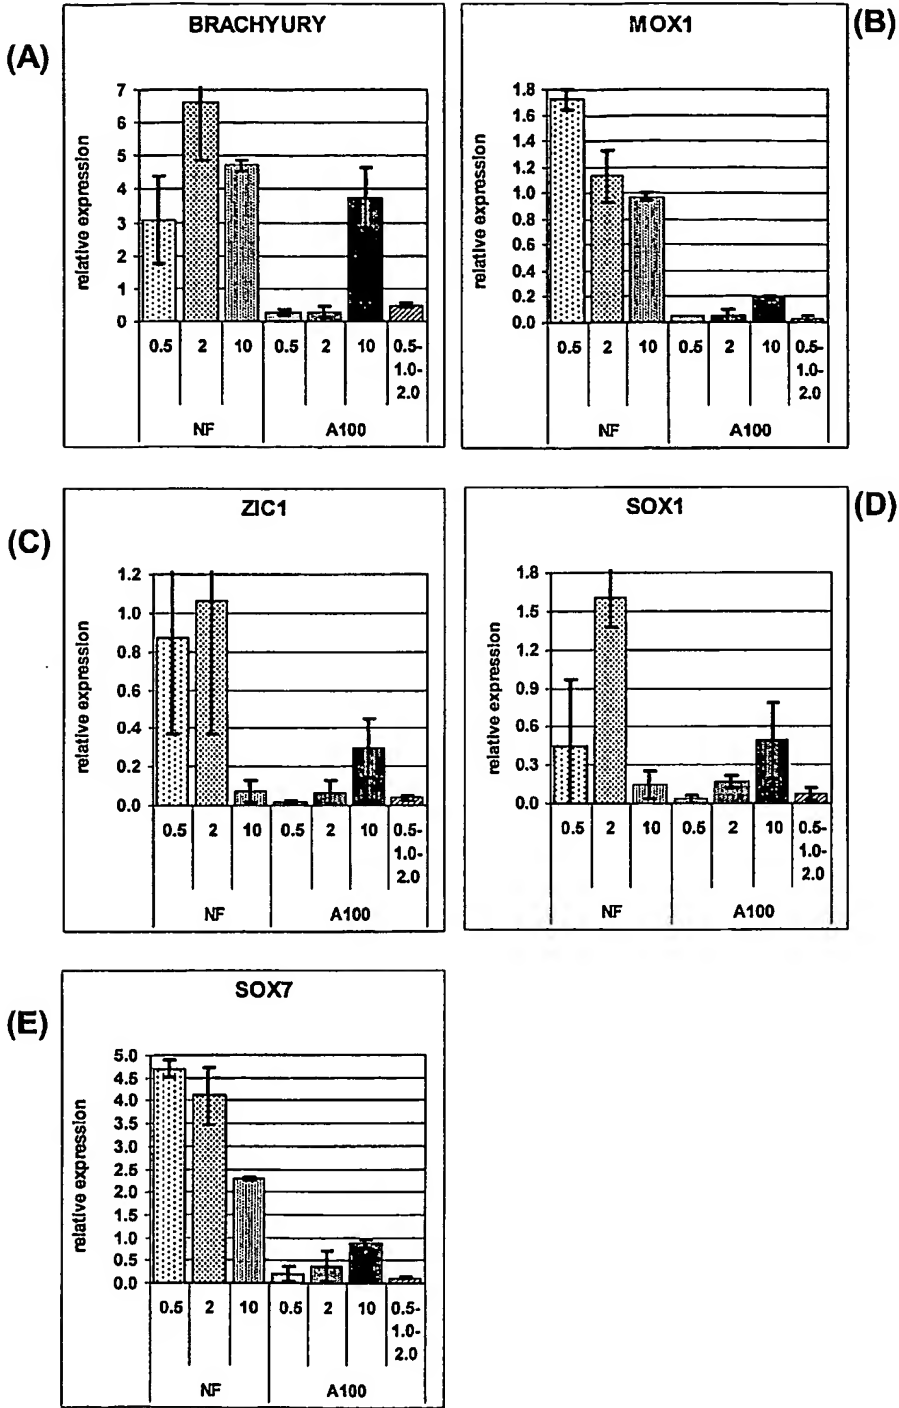 (A)
BRACHYURY
relative expression
7
6
5
4
3
2
1
0
0.5 2 10 0.5 2 10 0.5-1.0-2.0
NF A100
(B)
MOX1
relative expression
1.8
1.6
1.4
1.2
1.0
0.8
0.6
0.4
0.2
0.0
0.5 2 10 0.5 2 10 0.5-1.0-2.0
NF A100
(C)
ZIC1
relative expression
1.2
1.0
0.8
0.6
0.4
0.2
0.0
0.5 2 10 0.5 2 10 0.5-1.0-2.0
NF A100
(D)
SOX1
relative expression
1.8
1.5
1.2
0.9
0.6
0.3
0.0
0.5 2 10 0.5 2 10 0.5-1.0-2.0
NF A100
(E)
SOX7
relative expression
5.0
4.5
4.0
3.5
3.0
2.5
2.0
1.5
1.0
0.5
0.0
0.5 2 10 0.5 2 10 0.5-1.0-2.0
NF A100